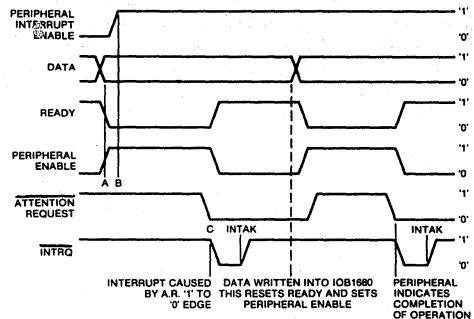 PERIPHERAL
INTERRUPT
ENABLE
'1'
'0'
DATA
'1'
'0'
READY
'1'
'0'
PERIPHERAL
ENABLE
'1'
'0
A B
ATTENTION
REQUEST
'1'
'0'
C INTAK
INTAK
INTRQ
'1'
'0'
INTERRUPT CAUSED
BY A.R. '1' TO
'0' EDGE
DATA WRITTEN INTO IOB1680
THIS RESETS READY AND SETS
PERIPHERAL ENABLE
PERIPHERAL
INDICATES
COMPLETION
OF OPERATION